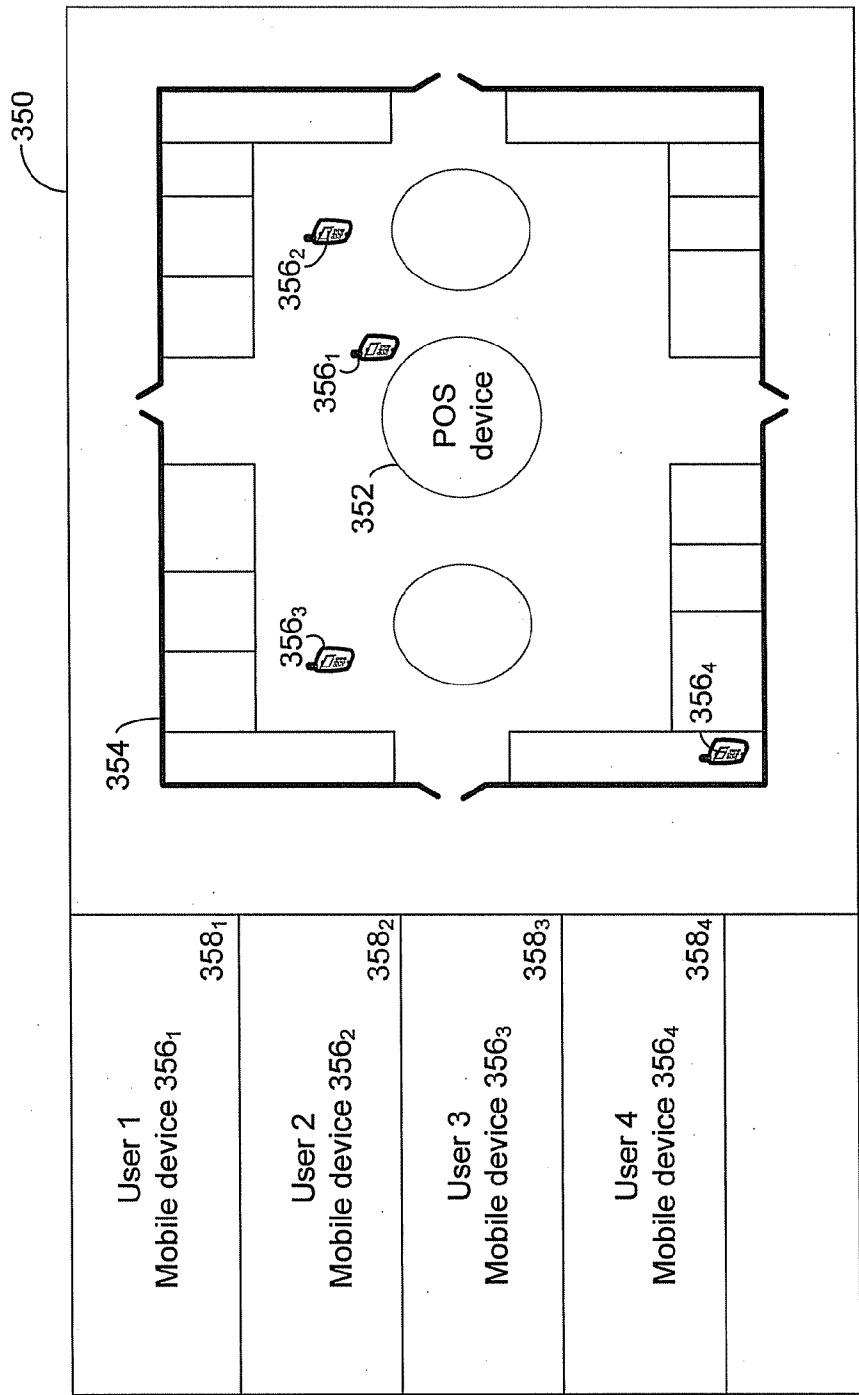 350
User 1
Mobile device 356₁
358₁
User 2
Mobile device 356₂
358₂
User 3
Mobile device 356₃
358₃
User 4
Mobile device 356₄
358₄
354
356₃
356₁
356₂
352
POS
device
356₄